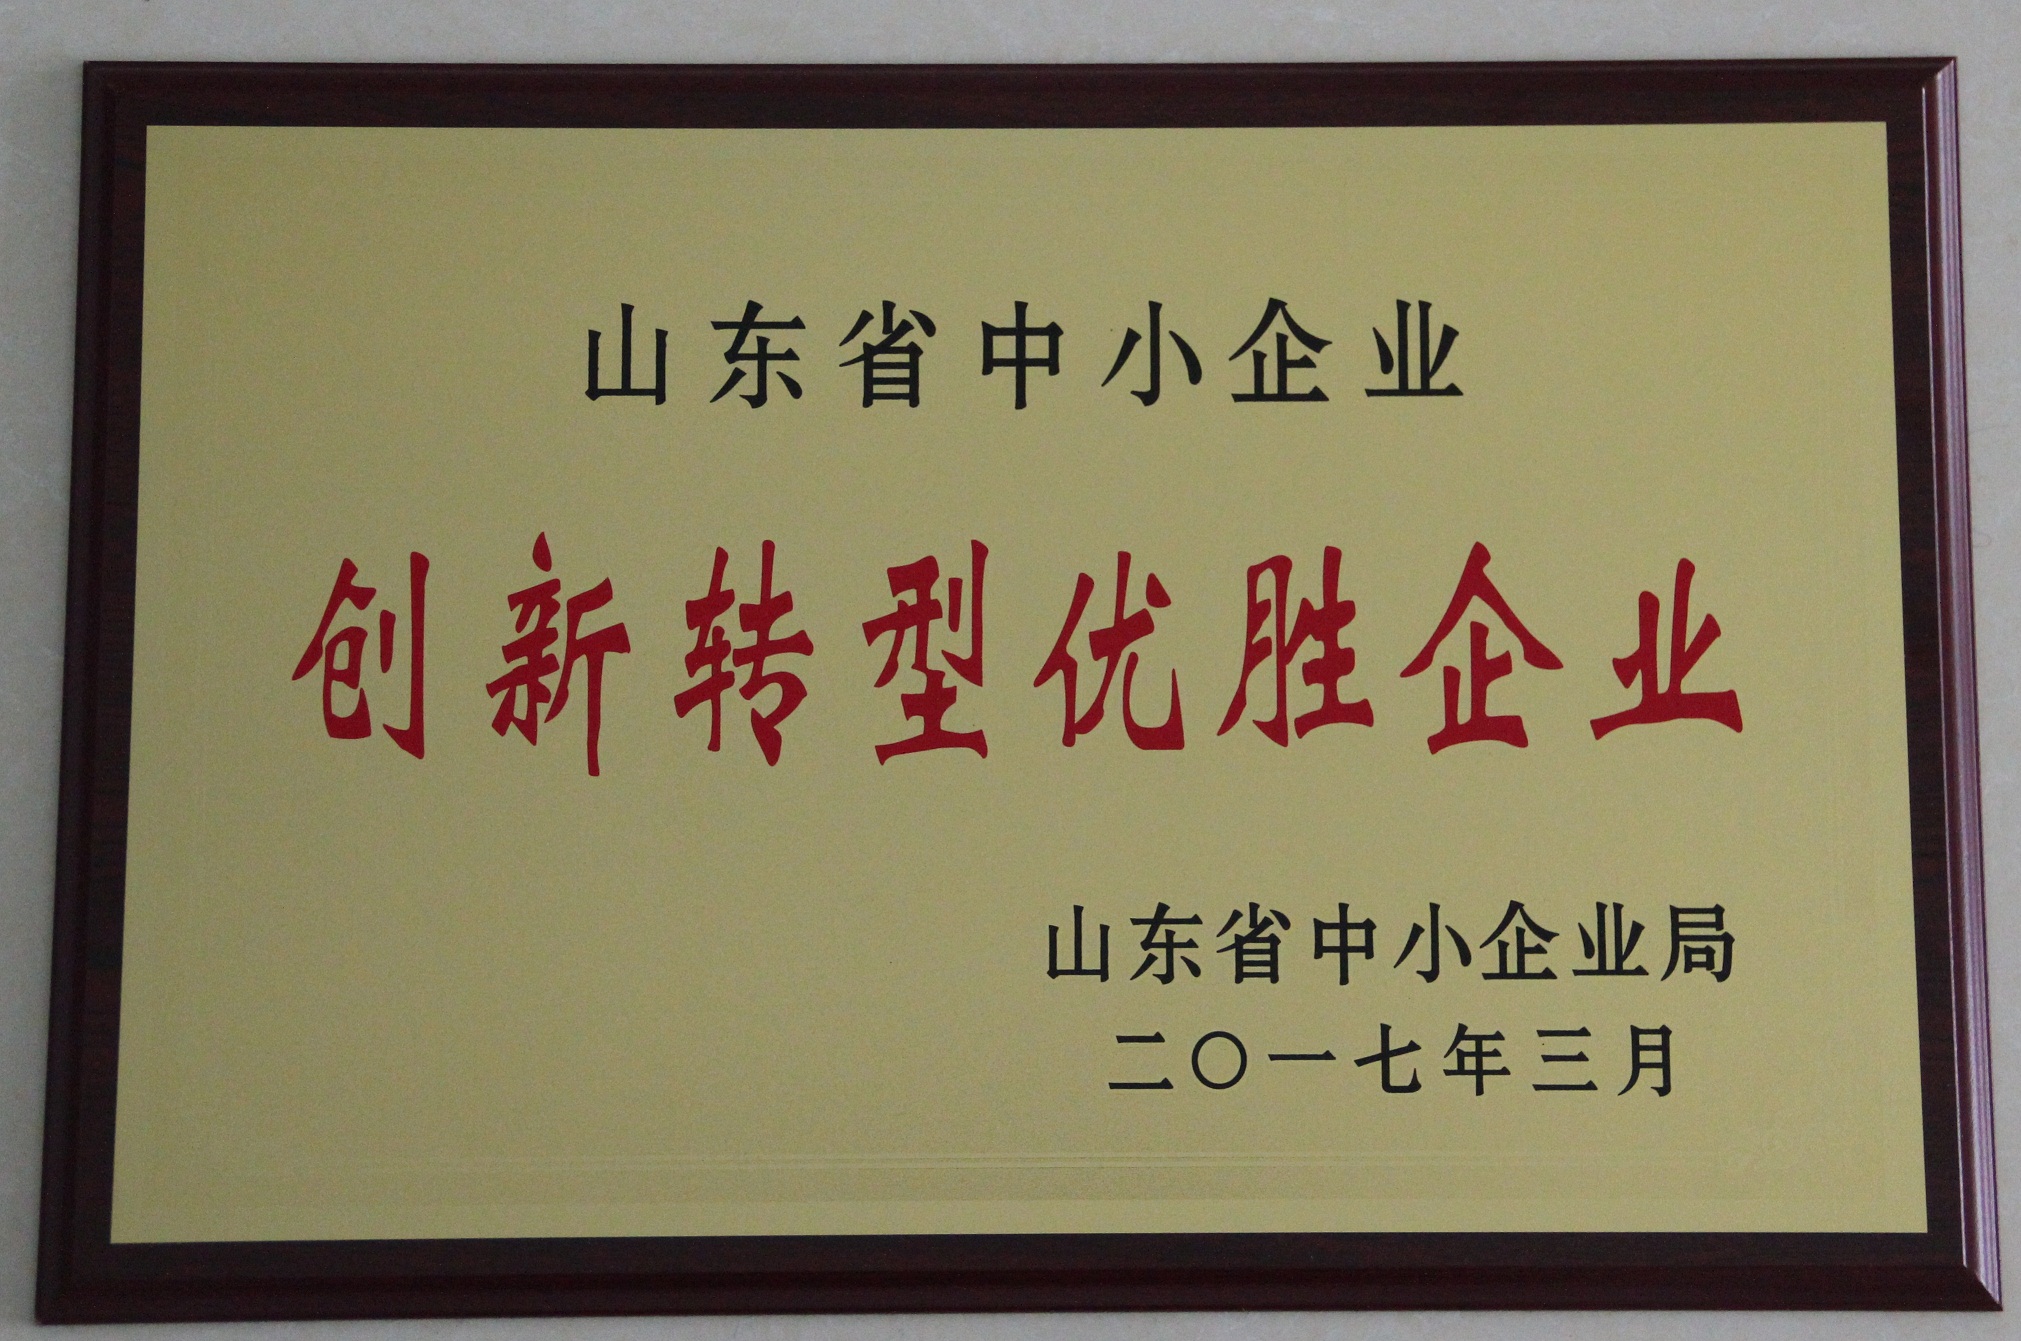 山东省中小企业
创新转型优胜企业
山东省中小企业局
二〇一七年三月